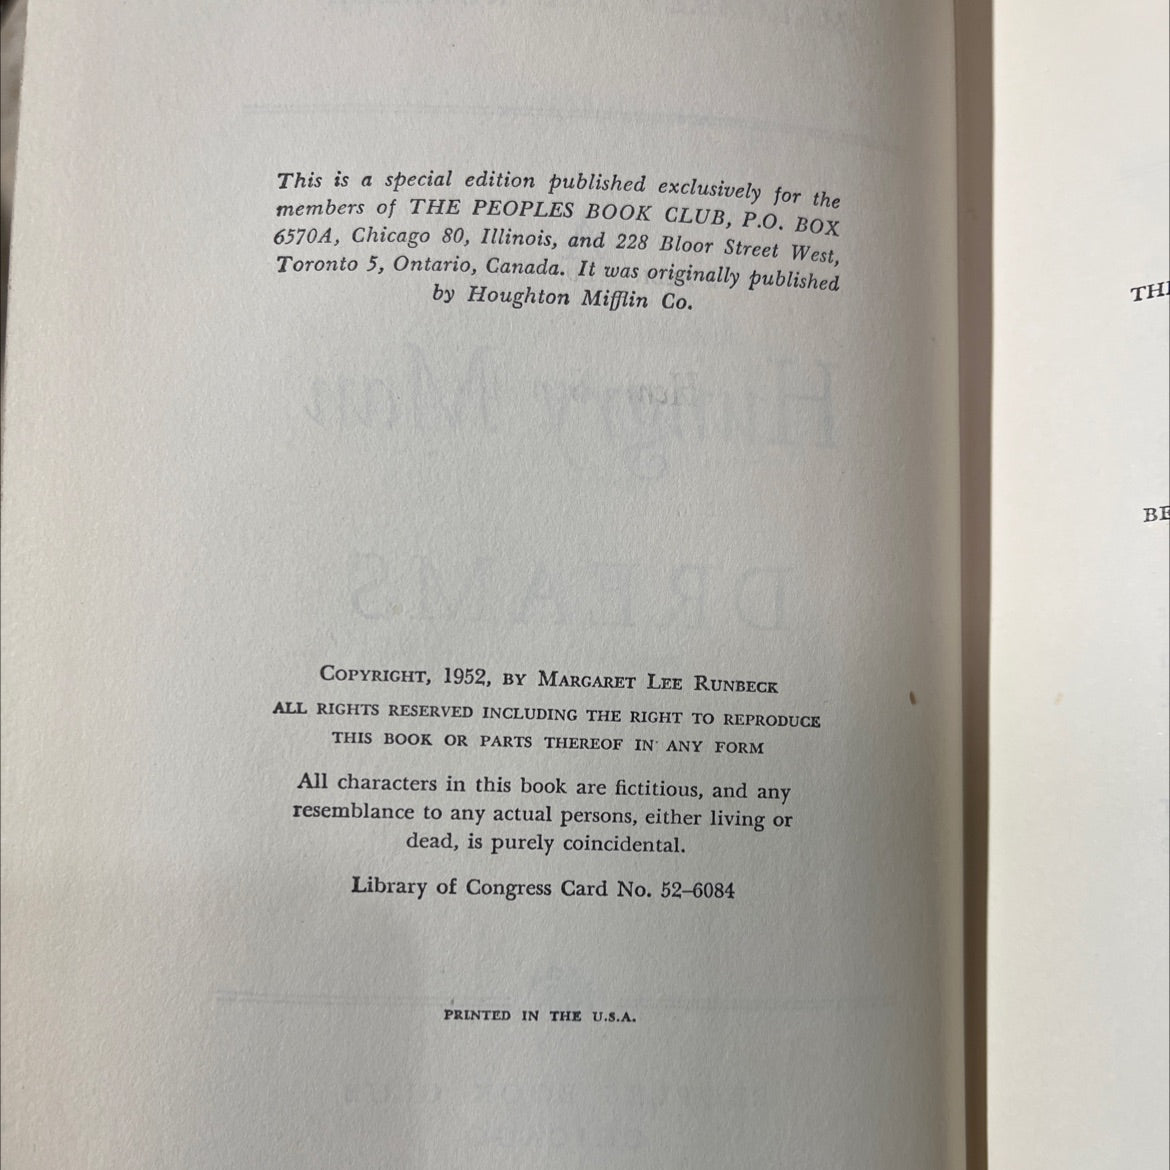 This is a special edition published exclusively for the
members of THE PEOPLES BOOK CLUB, P.O. BOX
6570A, Chicago 80, Illinois, and 228 Bloor Street West,
Toronto 5, Ontario, Canada. It was originally published
by Houghton Mifflin Co.
Hungry Man
DREAMS
COPYRIGHT, 1952, BY MARGARET LEE RUNBECK
ALL RIGHTS RESERVED INCLUDING THE RIGHT TO REPRODUCE
THIS BOOK OR PARTS THEREOF IN ANY FORM
All characters in this book are fictitious, and any
resemblance to any actual persons, either living or
dead, is purely coincidental.
Library of Congress Card No. 52–6084
PRINTED IN THE U.S.A.